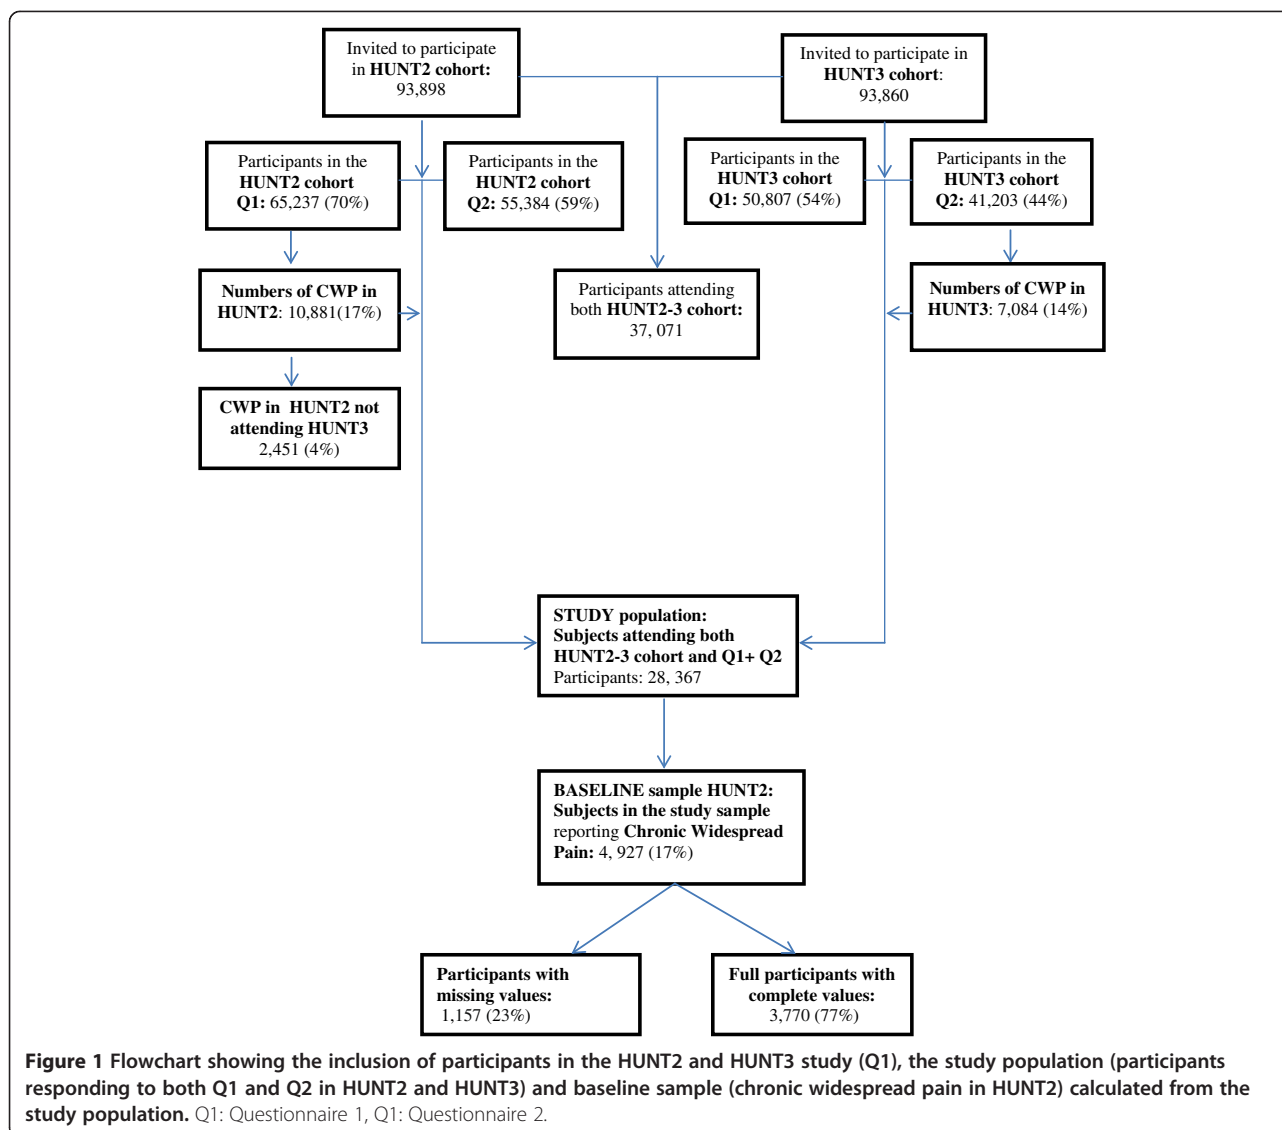 Invited to participate
in HUNT2 cohort:
93,898
Invited to participate in
HUNT3 cohort:
93,860
Participants in the
HUNT2 cohort
Q1: 65,237 (70%)
Participants in the
HUNT2 cohort
Q2: 55,384 (59%)
Participants in the
HUNT3 cohort
Q1: 50,807 (54%)
Participants in the
HUNT3 cohort
Q2: 41,203 (44%)
Numbers of CWP in
HUNT2: 10,881(17%)
Participants attending
both HUNT2-3 cohort:
37, 071
Numbers of CWP in
HUNT3: 7,084 (14%)
CWP in HUNT2 not
attending HUNT3
2,451 (4%)
STUDY population:
Subjects attending both
HUNT2-3 cohort and Q1+ Q2
Participants: 28, 367
BASELINE sample HUNT2:
Subjects in the study sample
reporting Chronic Widespread
Pain: 4, 927 (17%)
Participants with
missing values:
1,157 (23%)
Full participants with
complete values:
3,770 (77%)
Figure 1 Flowchart showing the inclusion of participants in the HUNT2 and HUNT3 study (Q1), the study population (participants
responding to both Q1 and Q2 in HUNT2 and HUNT3) and baseline sample (chronic widespread pain in HUNT2) calculated from the
study population. Q1: Questionnaire 1, Q1: Questionnaire 2.